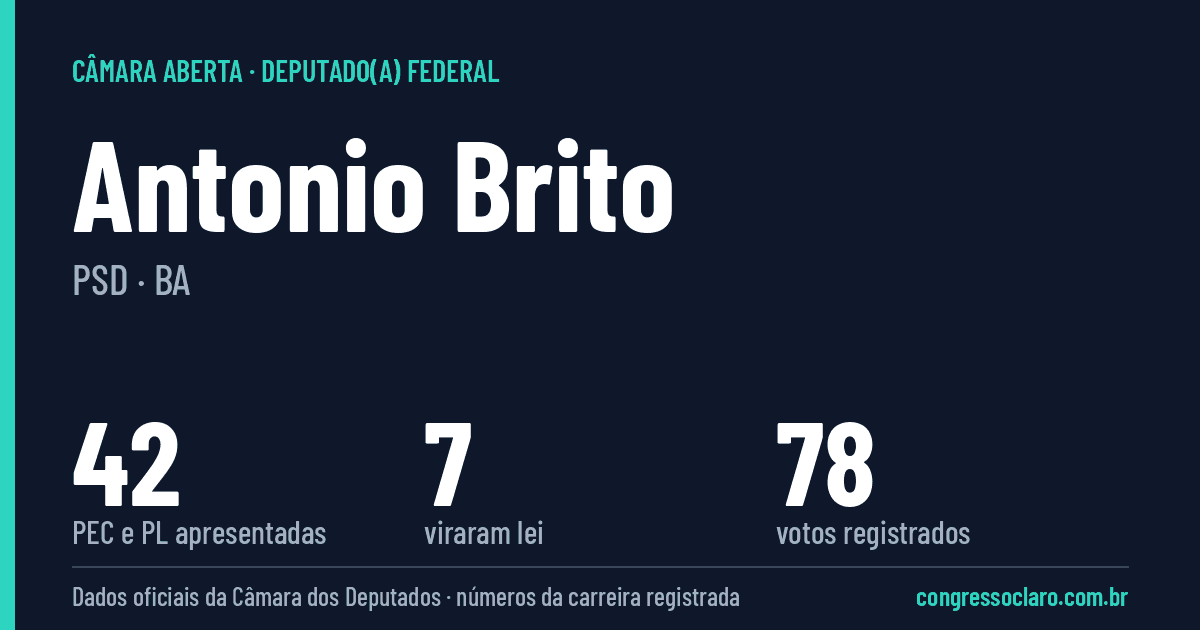 CÂMARA ABERTA · DEPUTADO(A) FEDERAL
Antonio Brito
PSD · BA
42 7 78
PEC e PL apresentadas viraram lei votos registrados
Dados oficiais da Câmara dos Deputados · números da carreira registrada congressoclaro.com.br